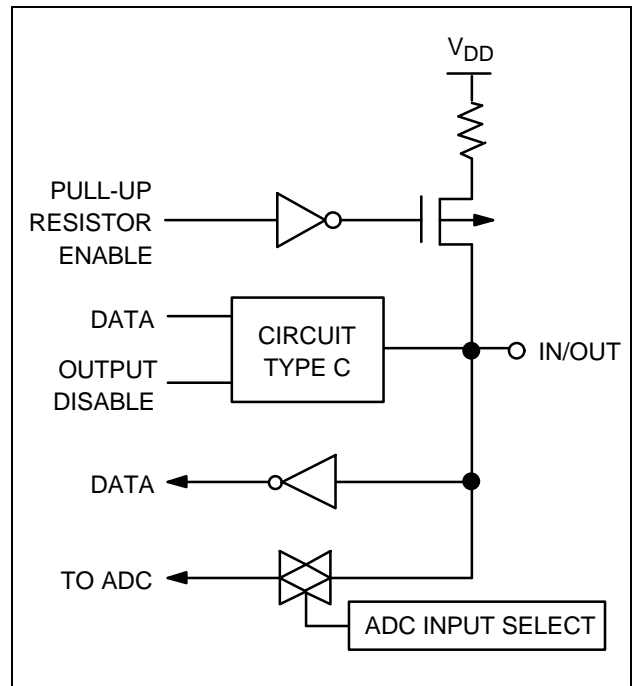 VDD
PULL-UP
RESISTOR
ENABLE
DATA
CIRCUIT
TYPE C
IN/OUT
OUTPUT
DISABLE
DATA
TO ADC
ADC INPUT SELECT